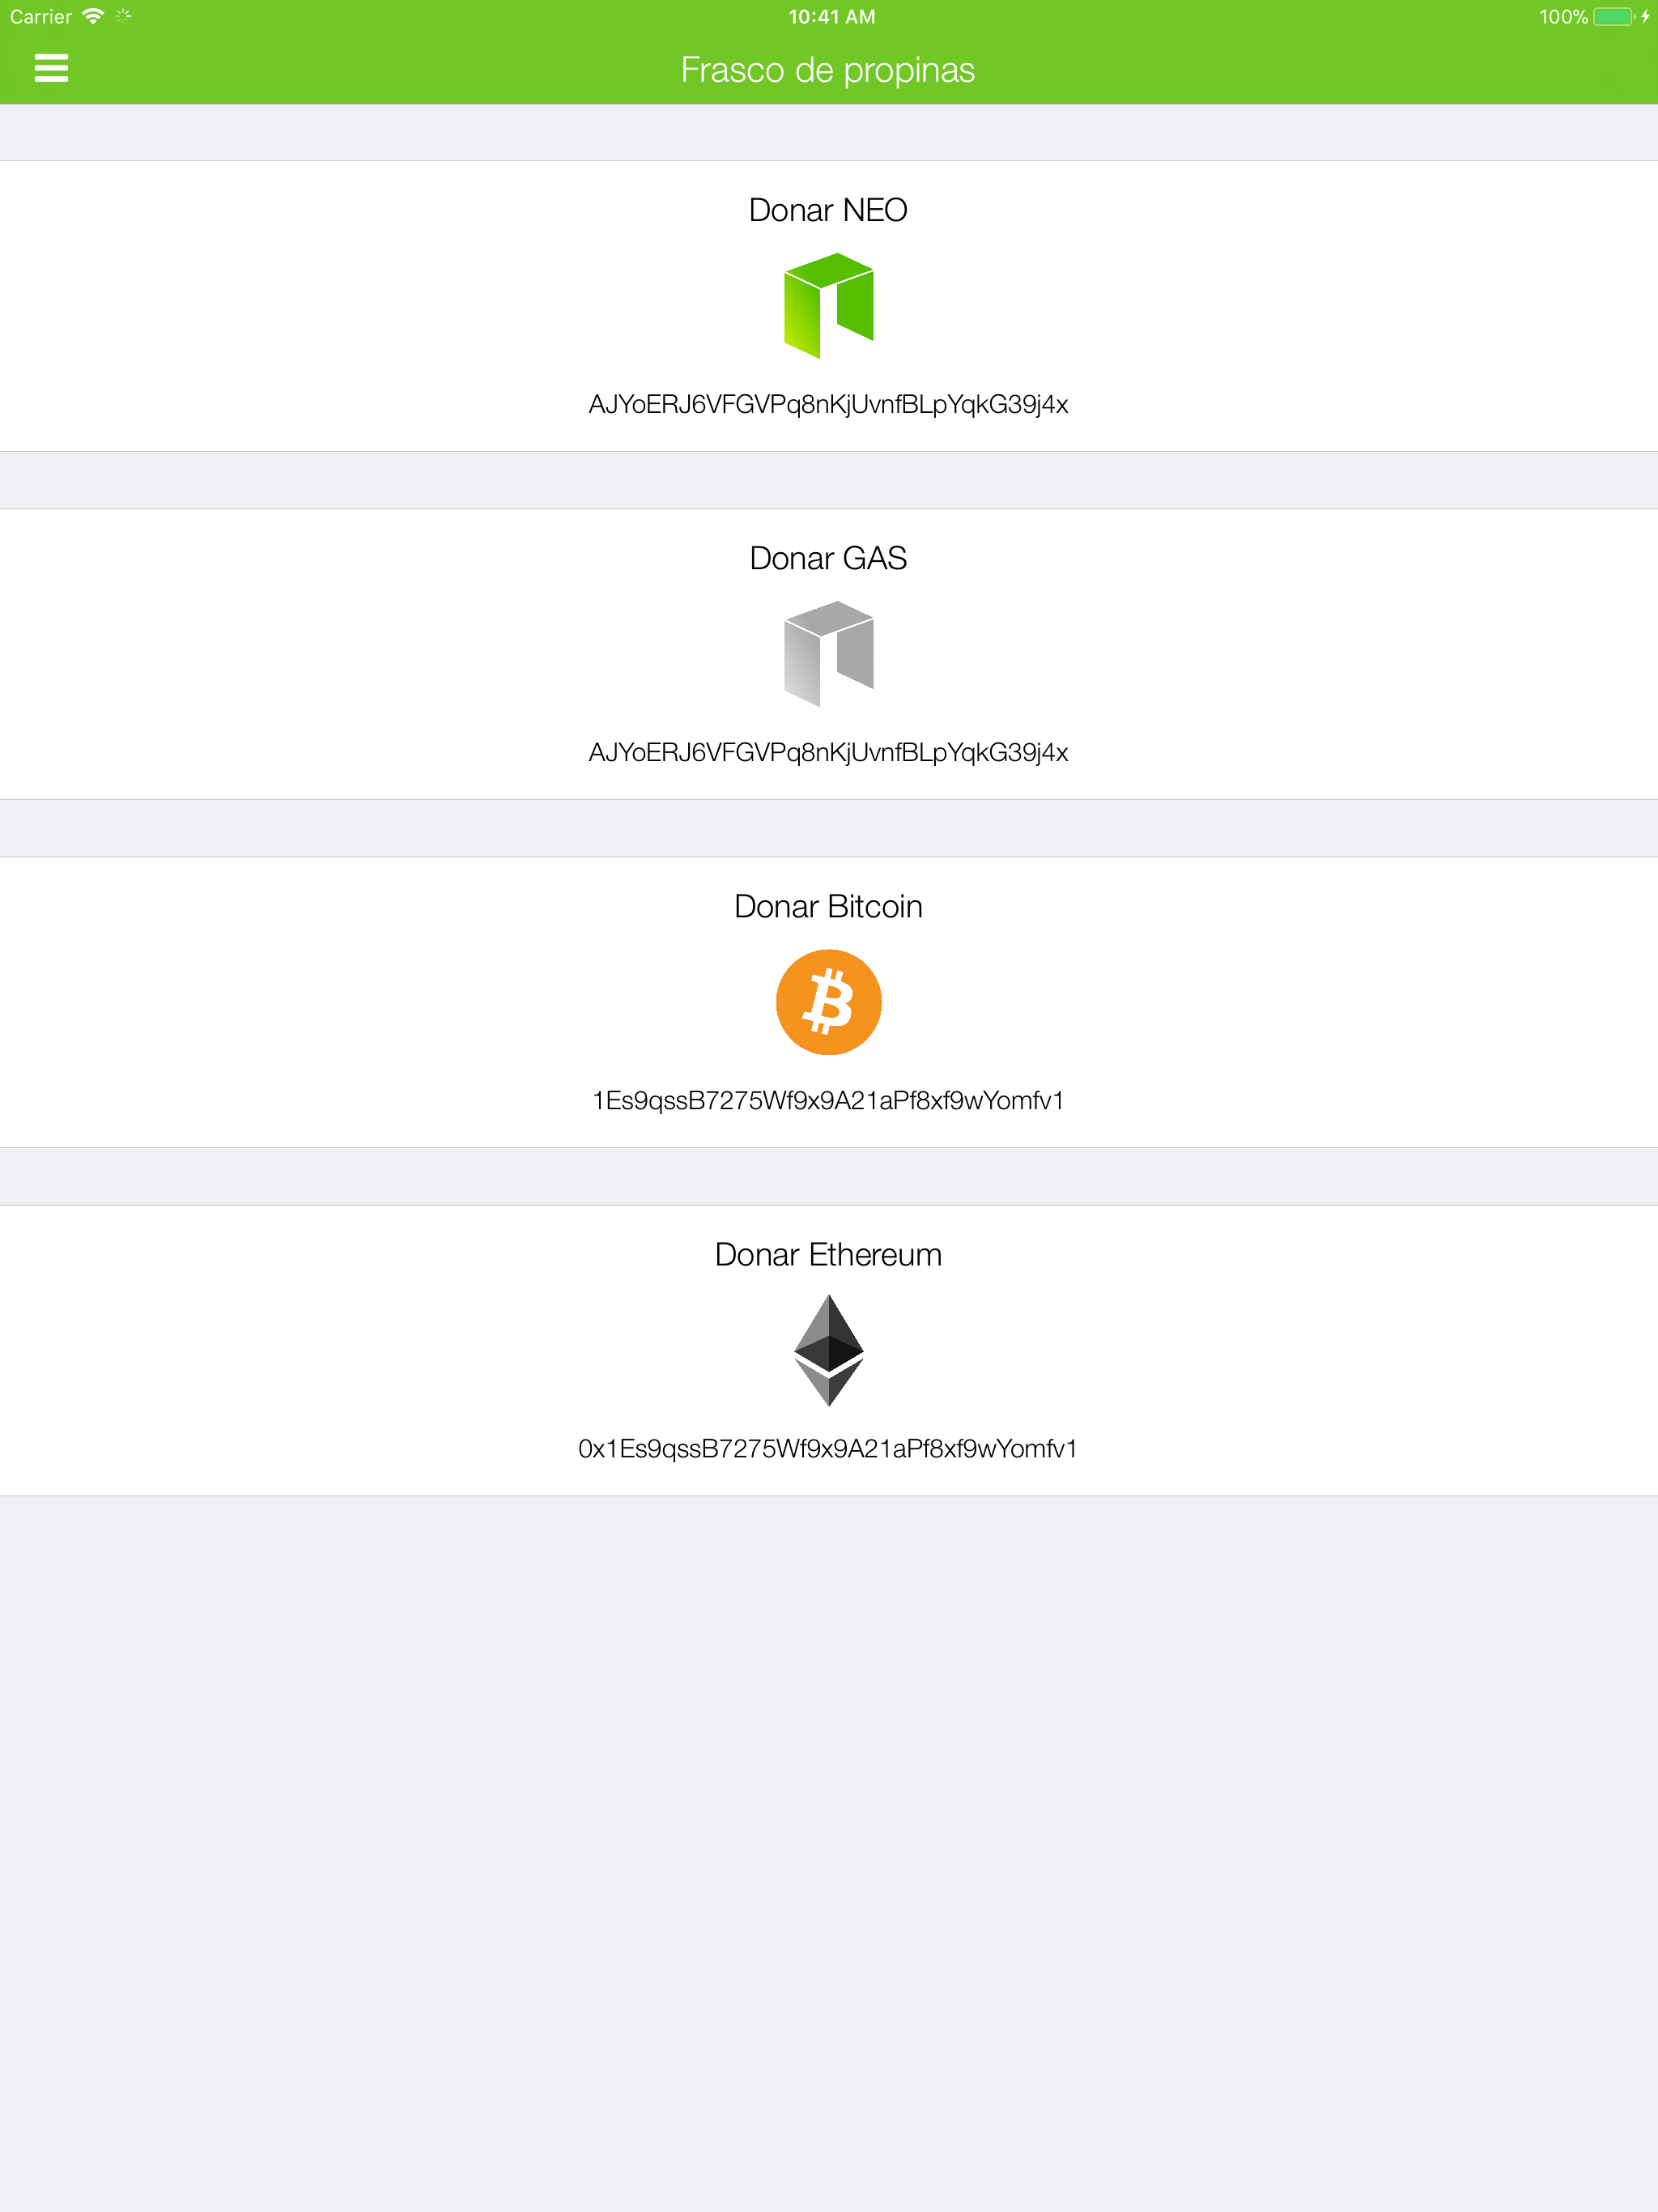 Carrier
10:41 AM
100%
Frasco de propinas
Donar NEO
AJYoERJ6VFGVPq8nKjUvnfBLpYqkG39j4x
Donar GAS
AJYoERJ6VFGVPq8nKjUvnfBLpYqkG39j4x
Donar Bitcoin
1Es9qssB7275Wf9x9A21aPf8xf9wYomfv1
Donar Ethereum
0x1Es9qssB7275Wf9x9A21aPf8xf9wYomfv1